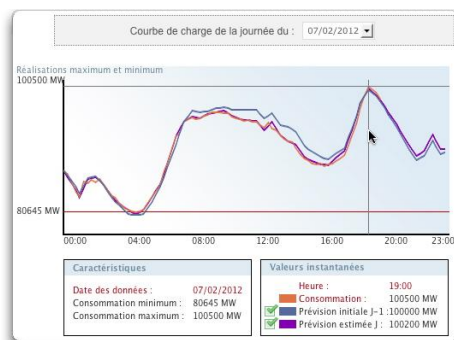 Courbe de charge de la journée du : 07/02/2012
Réalisations maximum et minimum
100500 MW
80645 MW
00:00 04:00 08:00 12:00 16:00 20:00 23:00
Caractéristiques
Date des données : 07/02/2012
Consommation minimum : 80645 MW
Consommation maximum : 100500 MW
Valeurs instantanées
Heure : 19:00
Consommation : 100500 MW
Prévision initiale J-1 :100000 MW
Prévision estimée J : 100200 MW